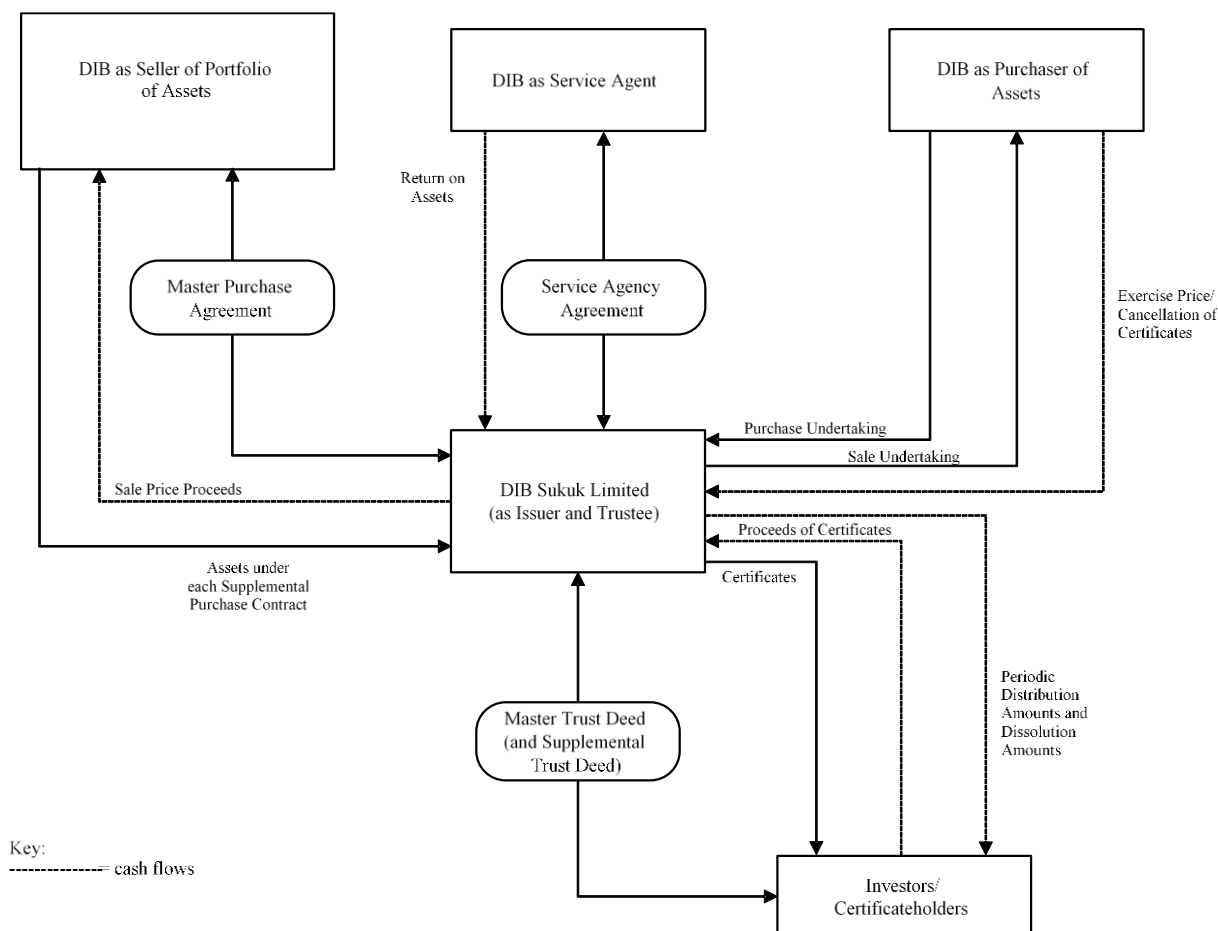 DIB as Seller of Portfolio
of Assets
DIB as Service Agent
DIB as Purchaser of
Assets
Return on
Assets
Master Purchase
Agreement
Service Agency
Agreement
Exercise Price/
Cancellation of
Certificates
Purchase Undertaking
Sale Undertaking
Sale Price Proceeds
DIB Sukuk Limited
(as Issuer and Trustee)
Proceeds of Certificates
Certificates
Assets under
each Supplemental
Purchase Contract
Periodic
Distribution
Amounts and
Dissolution
Amounts
Master Trust Deed
(and Supplemental
Trust Deed)
Key:
= cash flows
Investors/
Certificateholders